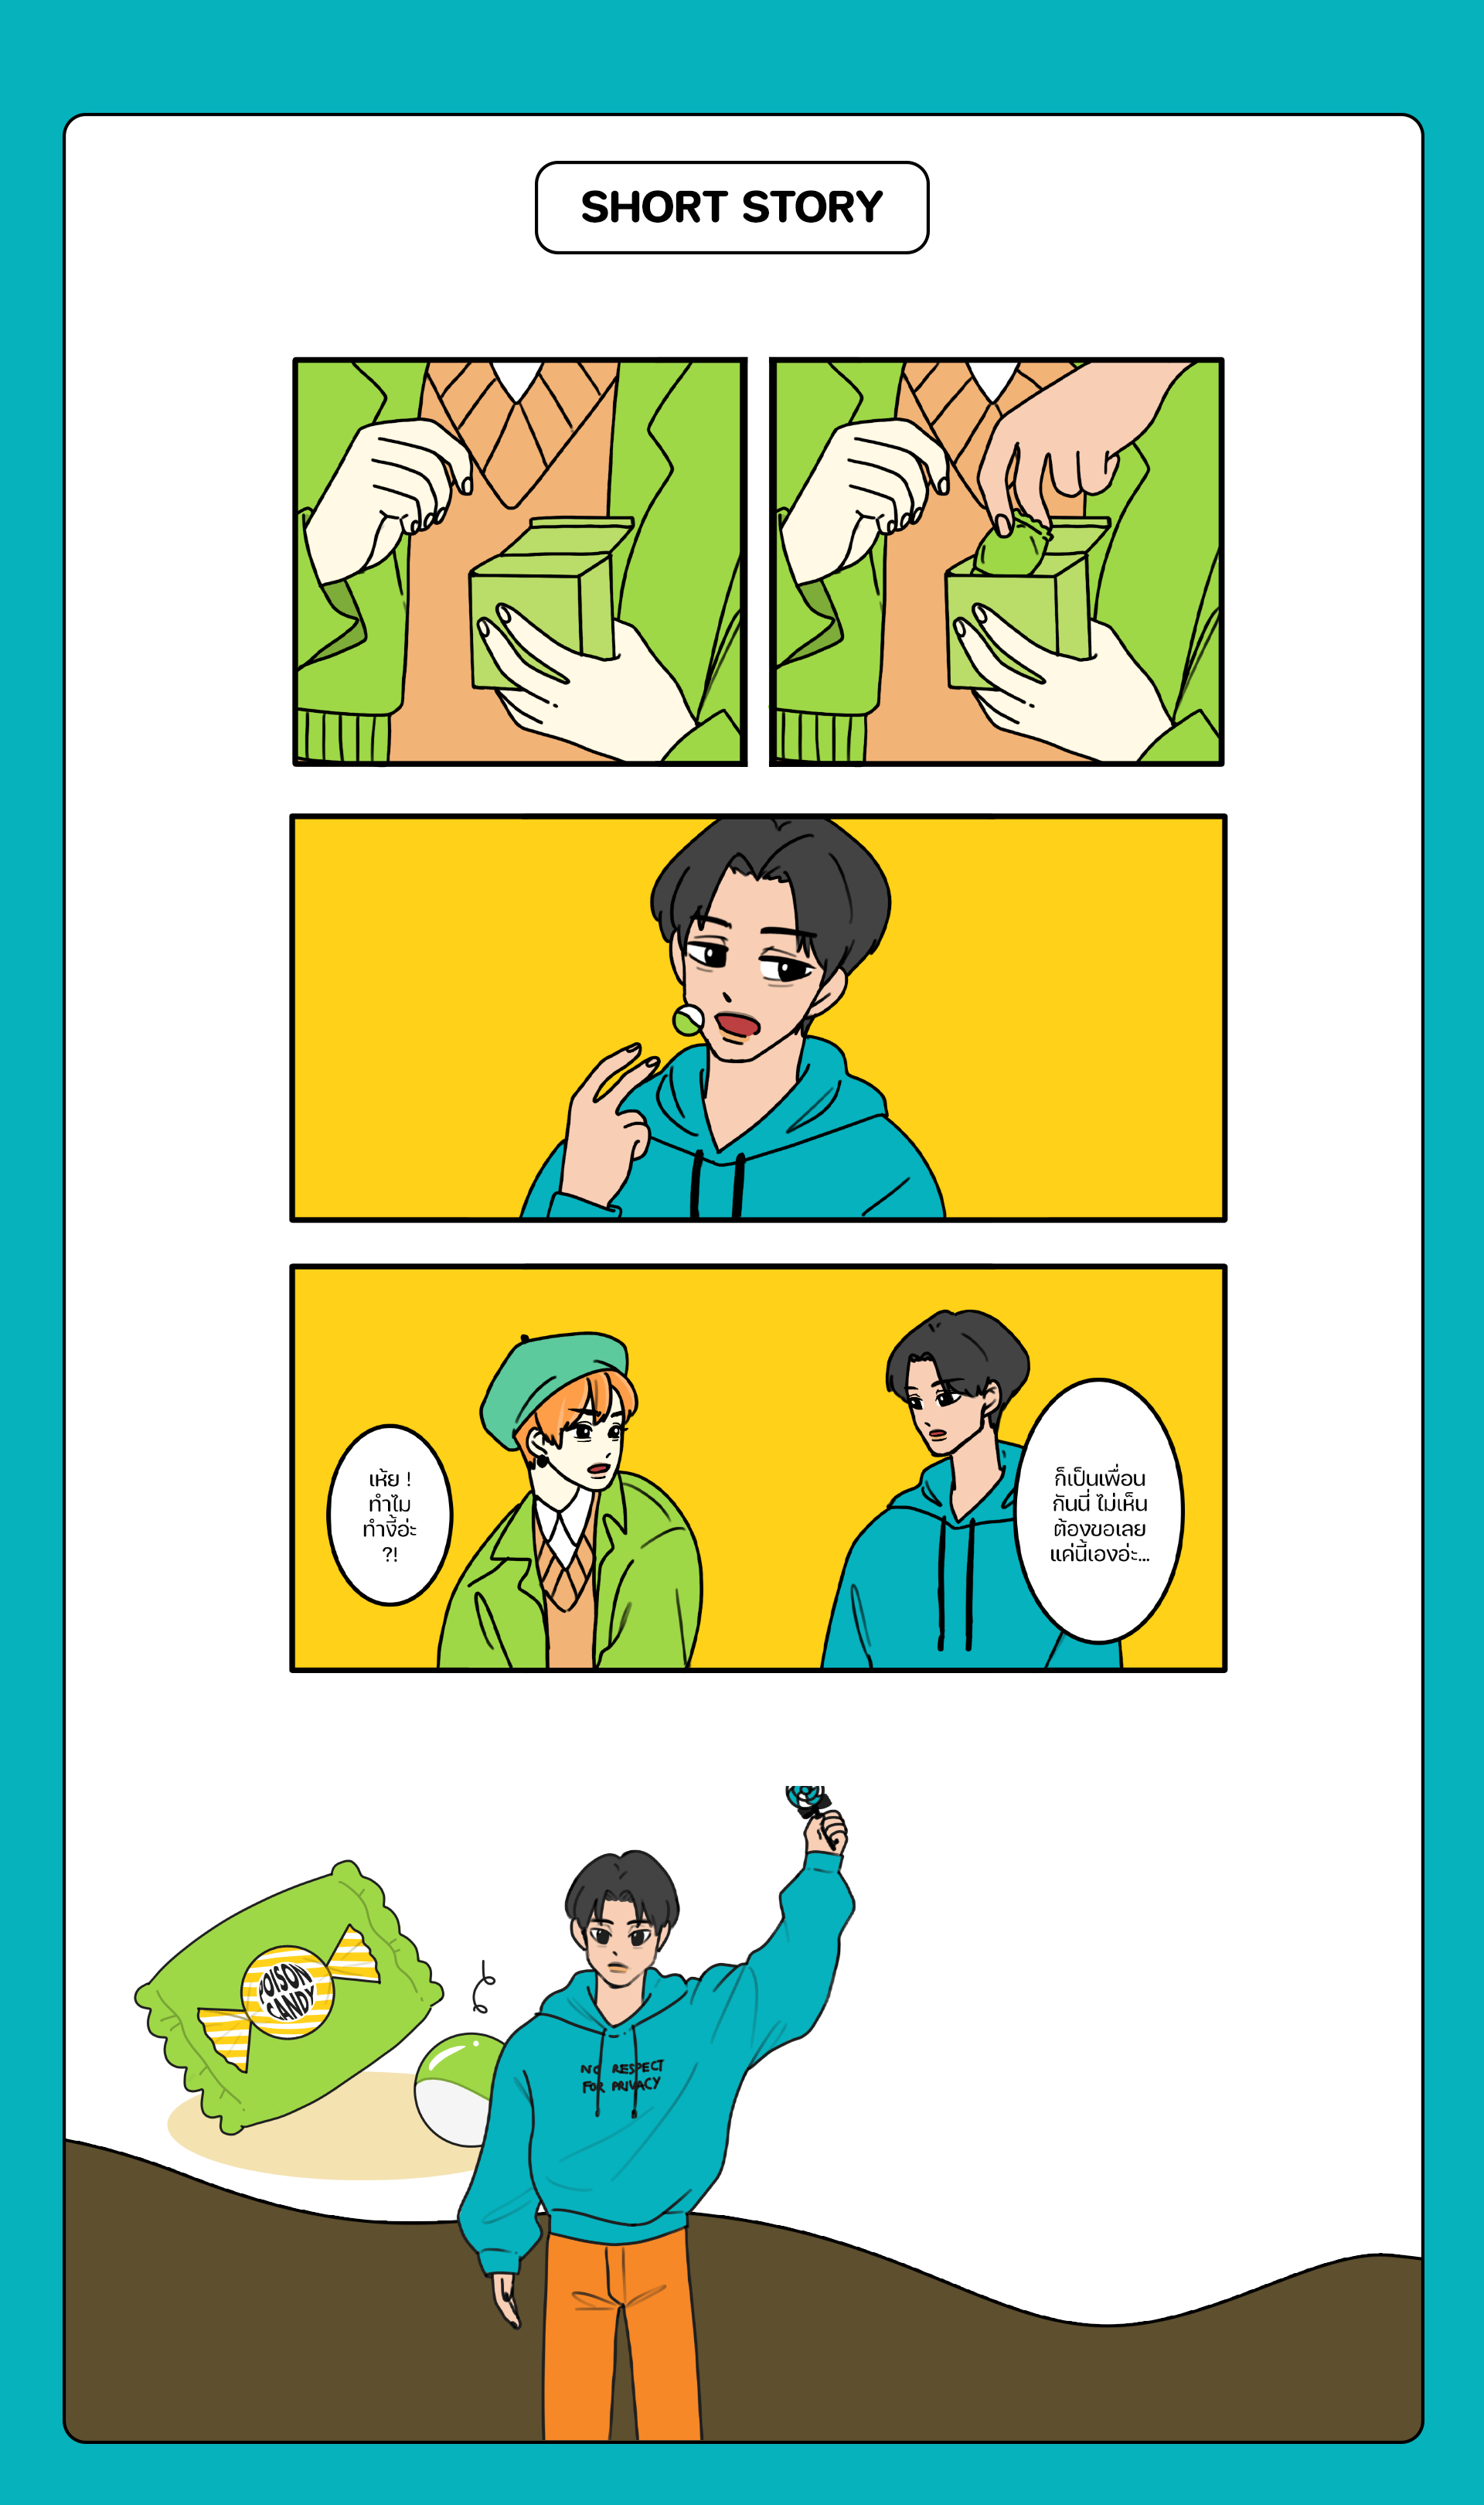 SHORT STORY
เห้ย !
ทำไม
ทำงี้อ่ะ
?!
ก็เป็นเพื่อน
กันนี่ ไม่เห็น
ต้องขอเลย
แค่นี้เองอ่ะ...
POISON
CANDY
NO RESPECT
FOR PRIVACY